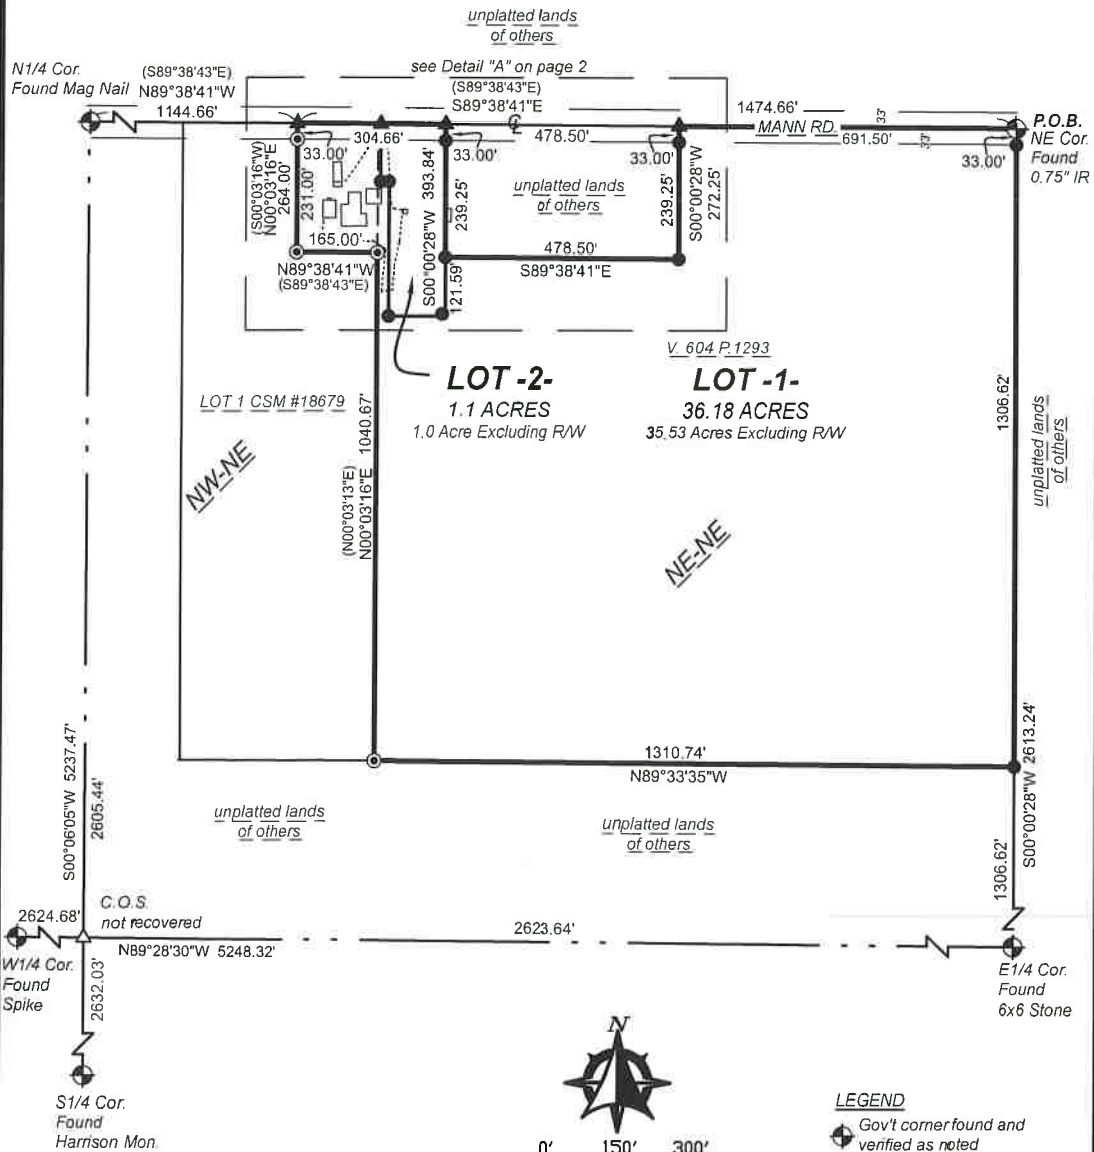 unplatted lands
of others
N1/4 Cor.
Found Mag Nail
(S89°38'43"E)
N89°38'41"W
1144.66'
see Detail "A" on page 2
(S89°38'43"E)
S89°38'41"E
1474.66'
MANN RD.
33'
33'
691.50'
478.50'
304.66'
P.O.B.
NE Cor.
Found
0.75" IR
33.00'
33.00'
33.00'
33.00'
(S00°03'16"W)
N00°03'16"E
264.00'
231.00'
165.00'
N89°38'41"W
(S89°38'43"E)
S00°00'28"W 393.84'
239.25'
121.59'
unplatted lands
of others
239.25'
S00°00'28"W
272.25'
478.50'
S89°38'41"E
V. 604 P.1293
LOT -2-
1.1 ACRES
1.0 Acre Excluding R/W
LOT -1-
36.18 ACRES
35.53 Acres Excluding R/W
LOT 1 CSM #18679
NW-NE
(N00°03'13"E)
N00°03'16"E 1040.67'
NE-NE
1306.62'
unplatted lands
of others
1310.74'
N89°33'35"W
S00°06'05"W 5237.47'
2605.44'
unplatted lands
of others
unplatted lands
of others
S00°00'28"W 2613.24'
1306.62'
C.O.S.
not recovered
2624.68'
N89°28'30"W 5248.32'
2623.64'
W1/4 Cor.
Found
Spike
2632.03'
E1/4 Cor.
Found
6x6 Stone
S1/4 Cor.
Found
Harrison Mon.
N
0' 150' 300'
LEGEND
Gov't corner found and
verified as noted